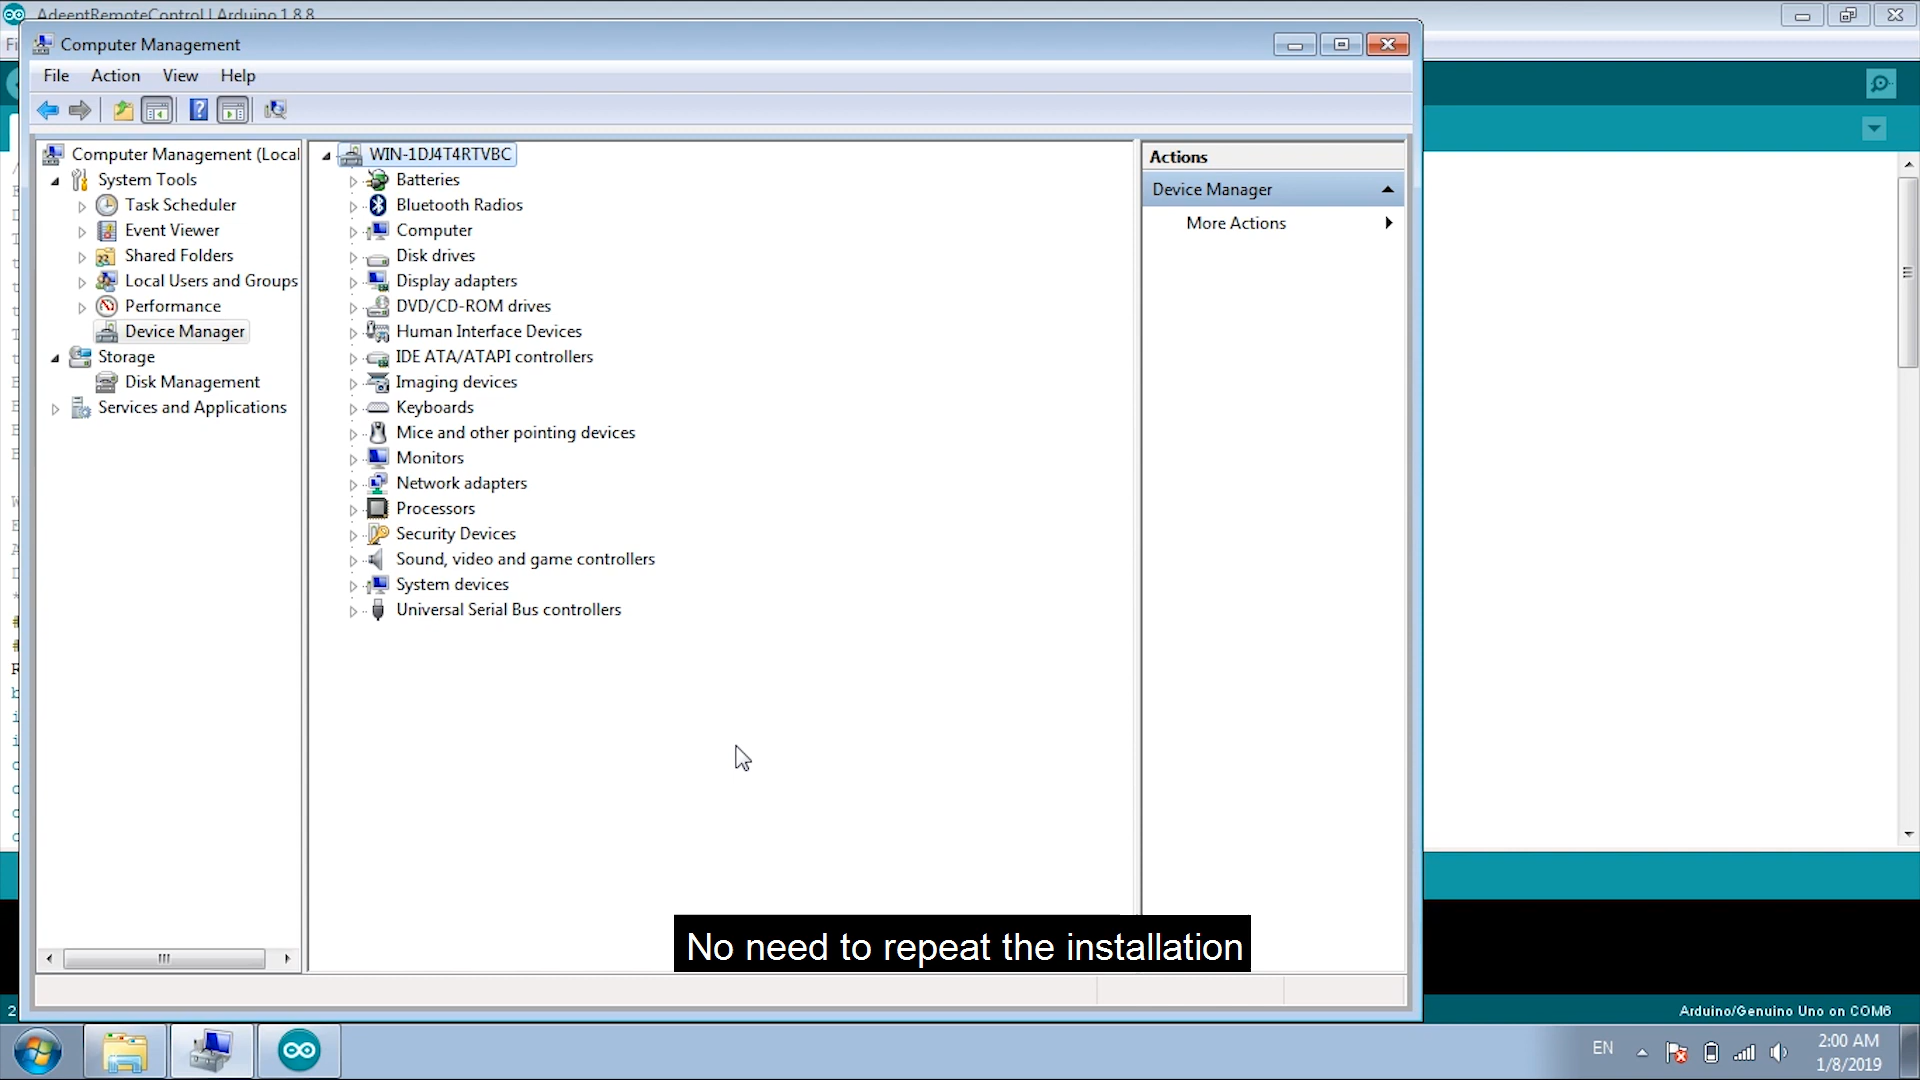 AdeentRemoteControl | Arduino 1.8.8
Computer Management
File Action View Help
Computer Management (Local
System Tools
Task Scheduler
Event Viewer
Shared Folders
Local Users and Groups
Performance
Device Manager
Storage
Disk Management
Services and Applications
WIN-1DJ4T4RTVBC
Batteries
Bluetooth Radios
Computer
Disk drives
Display adapters
DVD/CD-ROM drives
Human Interface Devices
IDE ATA/ATAPI controllers
Imaging devices
Keyboards
Mice and other pointing devices
Monitors
Network adapters
Processors
Security Devices
Sound, video and game controllers
System devices
Universal Serial Bus controllers
Actions
Device Manager
More Actions
No need to repeat the installation
2
Arduino/Genuino Uno on COM6
EN
2:00 AM
1/8/2019